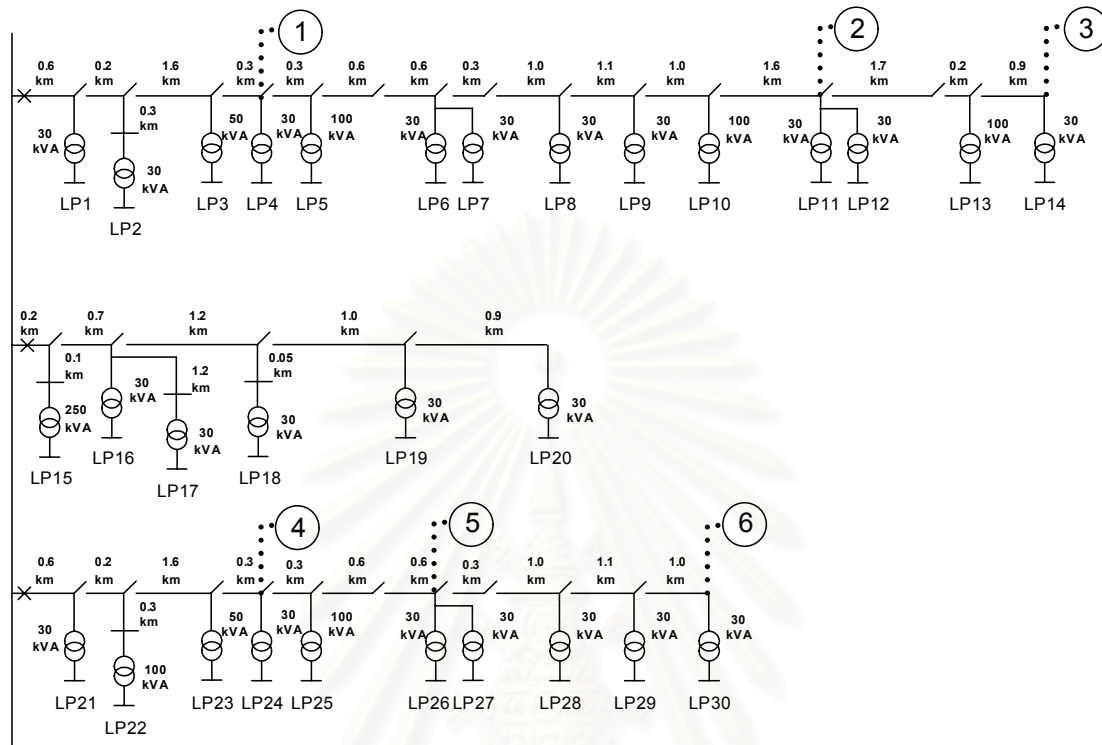 1 2 3
0.6 0.2 1.6 0.3 0.3 0.6 0.6 0.3 1.0 1.1 1.0 1.6 1.7 0.2 0.9
km km km km km km km km km km km km km km km
0.3
km
30 kVA
30 kVA
50 kVA
30 kVA
100 kVA
30 kVA
30 kVA
30 kVA
30 kVA
100 kVA
30 kVA
30 kVA
100 kVA
30 kVA
LP1 LP3 LP4 LP5 LP6 LP7 LP8 LP9 LP10 LP11 LP12 LP13 LP14
LP2
0.2 0.7 1.2 1.0 0.9
km km km km km
0.1 km
1.2 km
0.05 km
250 kVA
30 kVA
30 kVA
30 kVA
30 kVA
30 kVA
LP15 LP16 LP17 LP18 LP19 LP20
4 5 6
0.6 0.2 1.6 0.3 0.3 0.6 0.6 0.3 1.0 1.1 1.0
km km km km km km km km km km km
0.3
km
30 kVA
100 kVA
50 kVA
30 kVA
100 kVA
30 kVA
30 kVA
30 kVA
30 kVA
30 kVA
LP21 LP23 LP24 LP25 LP26 LP27 LP28 LP29 LP30
LP22